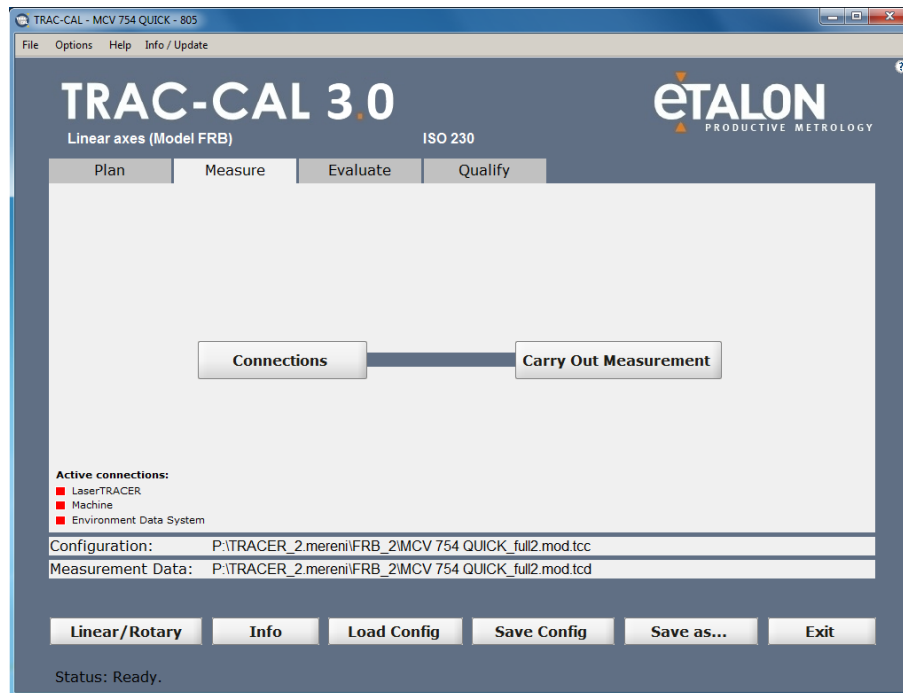 TRAC-CAL - MCV 754 QUICK - 805
File Options Help Info / Update
?
TRAC-CAL 3.0
eTALON
PRODUCTIVE METROLOGY
Linear axes (Model FRB) ISO 230
Plan Measure Evaluate Qualify
Connections Carry Out Measurement
Active connections:
LaserTRACER
Machine
Environment Data System
Configuration: P:\TRACER_2.mereni\FRB_2\MCV 754 QUICK_full2.mod.tcc
Measurement Data: P:\TRACER_2.mereni\FRB_2\MCV 754 QUICK_full2.mod.tcd
Linear/Rotary Info Load Config Save Config Save as... Exit
Status: Ready.